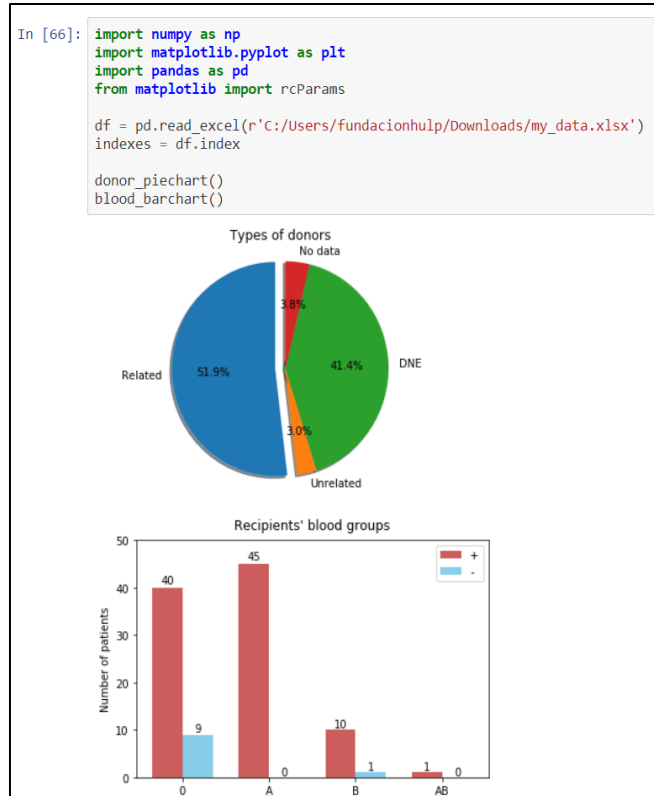 In [66]: import numpy as np
import matplotlib.pyplot as plt
import pandas as pd
from matplotlib import rcParams
df = pd.read_excel(r'C:/Users/fundacionhulp/Downloads/my_data.xlsx')
indexes = df.index
donor_piechart()
blood_barchart()
Types of donors
No data
3.8%
Related
51.9%
41.4%
DNE
3.0%
Unrelated
Recipients' blood groups
Number of patients
50
40
30
20
10
0
40
9
45
0
10
1
1
0
+
-
0 A B AB